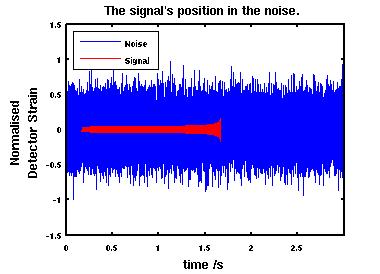 The signal's position in the noise.
Normalised
Detector Strain
1.5
1
0.5
0
-0.5
-1
-1.5
Noise
Signal
0 0.5 1 1.5 2 2.5
time /s